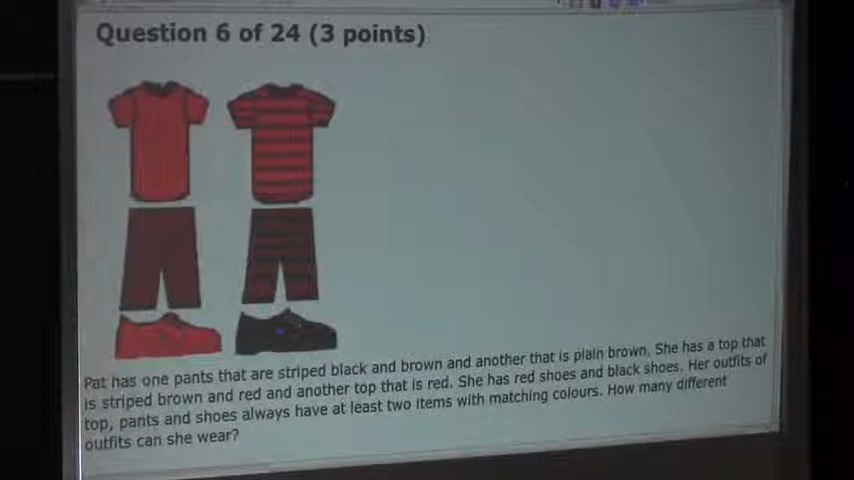 Question 6 of 24 (3 points)
Pat has one pants that are striped black and brown and another that is plain brown. She has a top that
is striped brown and red and another top that is red. She has red shoes and black shoes. Her outfits of
top, pants and shoes always have at least two items with matching colours. How many different
outfits can she wear?